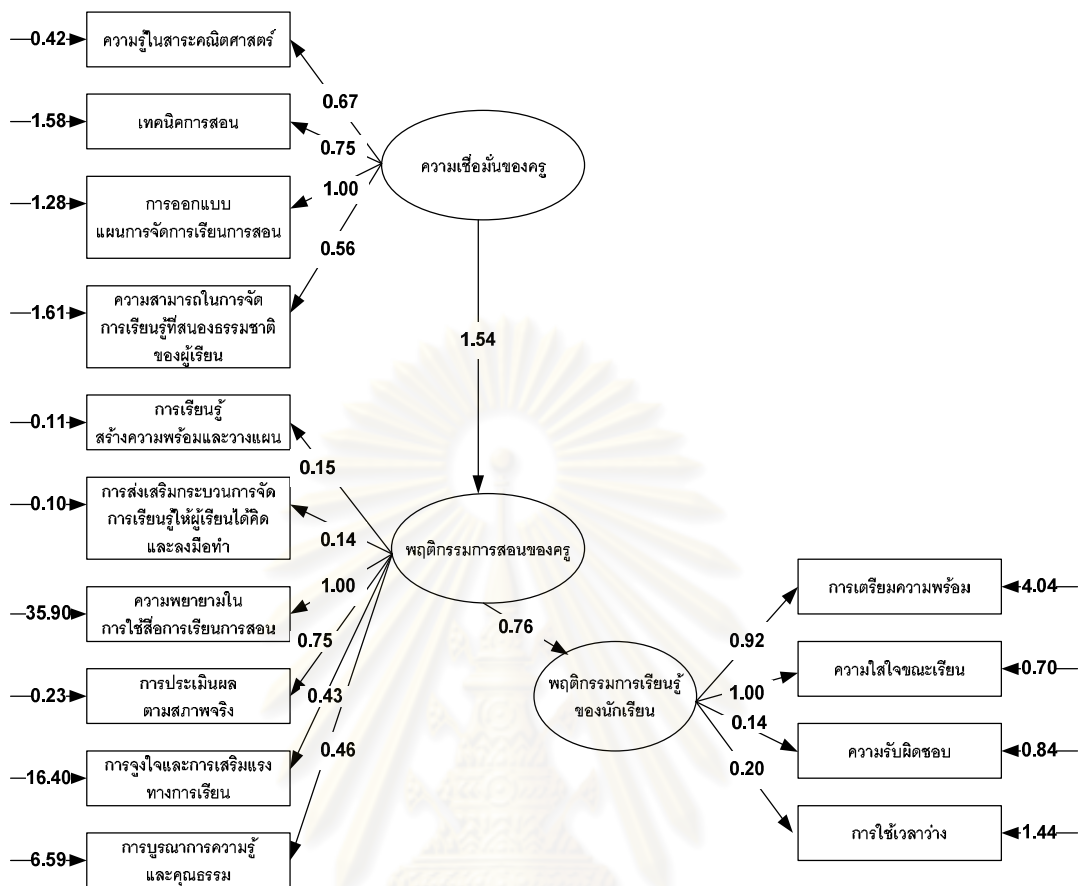 0.42
ความรู้ในสาระคณิตศาสตร์
0.67
1.58
เทคนิคการสอน
0.75
ความเชื่อมั่นของครู
1.28
การออกแบบ
แผนการจัดการเรียนการสอน
1.00
0.56
1.61
ความสามารถในการจัด
การเรียนรู้ที่สนองธรรมชาติ
ของผู้เรียน
1.54
0.11
การเรียนรู้
สร้างความพร้อมและวางแผน
0.15
0.10
การส่งเสริมกระบวนการจัด
การเรียนรู้ให้ผู้เรียนได้คิด
และลงมือทำ
0.14
พฤติกรรมการสอนของครู
35.90
ความพยายามใน
การใช้สื่อการเรียนการสอน
1.00
0.75
0.76
0.23
การประเมินผล
ตามสภาพจริง
0.43
16.40
การจูงใจและการเสริมแรง
ทางการเรียน
0.46
6.59
การบูรณาการความรู้
และคุณธรรม
พฤติกรรมการเรียนรู้
ของนักเรียน
0.92
การเตรียมความพร้อม
4.04
1.00
ความใส่ใจขณะเรียน
0.70
0.14
ความรับผิดชอบ
0.84
0.20
การใช้เวลาว่าง
1.44